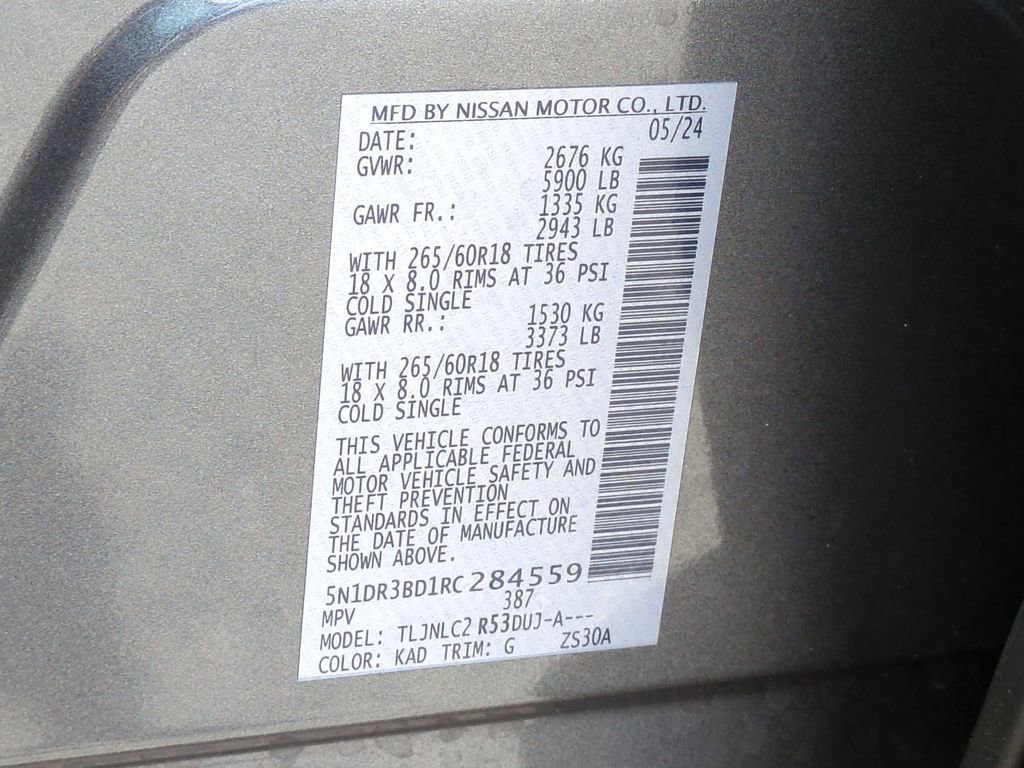 MFD BY NISSAN MOTOR CO., LTD.
DATE: 05/24
GVWR: 2676 KG
5900 LB
GAWR FR.: 1335 KG
2943 LB
WITH 265/60R18 TIRES
18 X 8.0 RIMS AT 36 PSI
COLD SINGLE
GAWR RR.: 1530 KG
3373 LB
WITH 265/60R18 TIRES
18 X 8.0 RIMS AT 36 PSI
COLD SINGLE
THIS VEHICLE CONFORMS TO
ALL APPLICABLE FEDERAL
MOTOR VEHICLE SAFETY AND
THEFT PREVENTION
STANDARDS IN EFFECT ON
THE DATE OF MANUFACTURE
SHOWN ABOVE.
5N1DR3BD1RC284559
MPV 387
MODEL: TLJNLC2 R53DUJ-A---
COLOR: KAD TRIM: G ZS30A